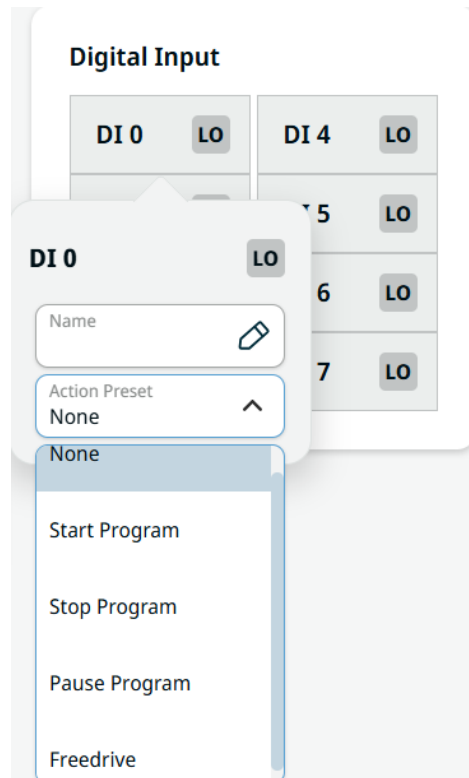 Digital Input
DI 0 LO DI 4 LO
5 LO
DI 0 LO
6 LO
Name
7 LO
Action Preset
None
None
Start Program
Stop Program
Pause Program
Freedrive